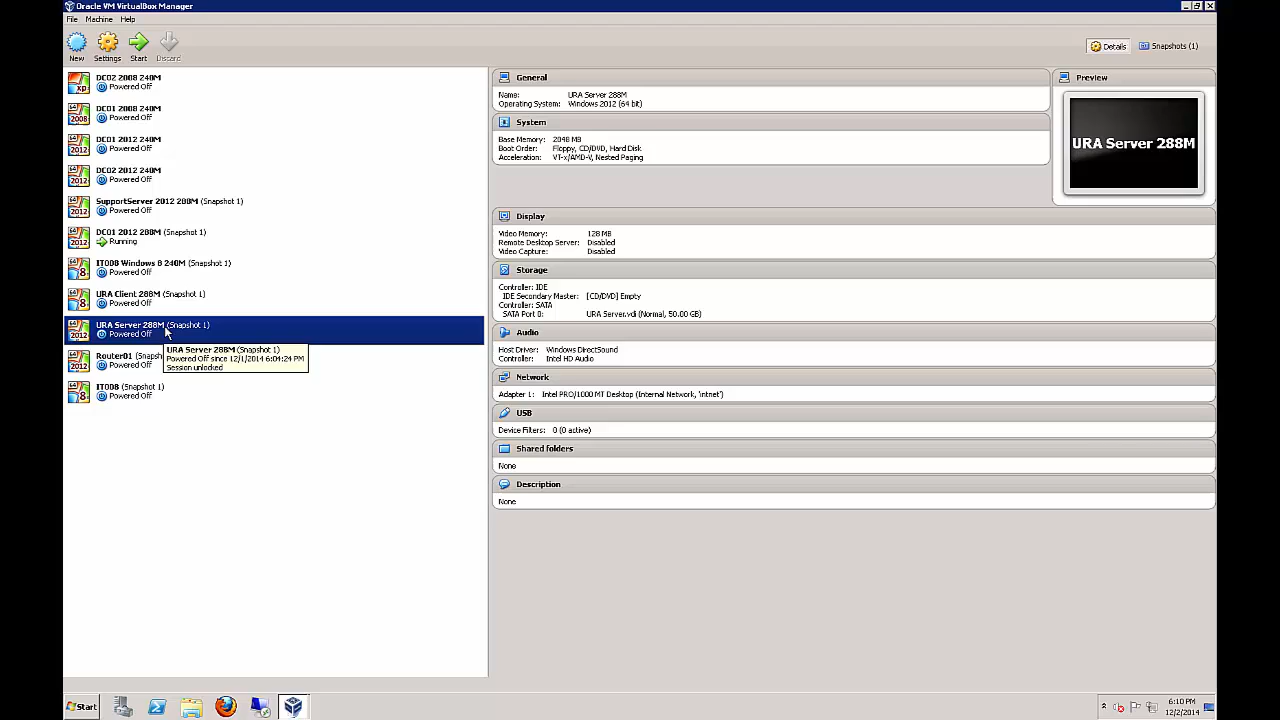 Oracle VM VirtualBox Manager
File Machine Help
New Settings Start Discard
Details Snapshots (1)
DC02 2008 240M
Powered Off
DC01 2008 240M
Powered Off
DC01 2012 240M
Powered Off
DC02 2012 240M
Powered Off
SupportServer 2012 288M (Snapshot 1)
Powered Off
DC01 2012 288M (Snapshot 1)
Running
IT008 Windows 8 240M (Snapshot 1)
Powered Off
URA Client 288M (Snapshot 1)
Powered Off
URA Server 288M (Snapshot 1)
Powered Off
URA Server 288M (Snapshot 1)
Powered Off since 12/1/2014 6:04:24 PM
Session unlocked
Router01 (Snaps
Powered Off
IT008 (Snapshot 1)
Powered Off
General
Name: URA Server 288M
Operating System: Windows 2012 (64 bit)
System
Base Memory: 2048 MB
Boot Order: Floppy, CD/DVD, Hard Disk
Acceleration: VT-x/AMD-V, Nested Paging
Preview
URA Server 288M
Display
Video Memory: 128 MB
Remote Desktop Server: Disabled
Video Capture: Disabled
Storage
Controller: IDE
IDE Secondary Master: [CD/DVD] Empty
Controller: SATA
SATA Port 0: URA Server.vdi (Normal, 50.00 GB)
Audio
Host Driver: Windows DirectSound
Controller: Intel HD Audio
Network
Adapter 1: Intel PRO/1000 MT Desktop (Internal Network, 'intnet')
USB
Device Filters: 0 (0 active)
Shared folders
None
Description
None
Start
6:10 PM
12/2/2014